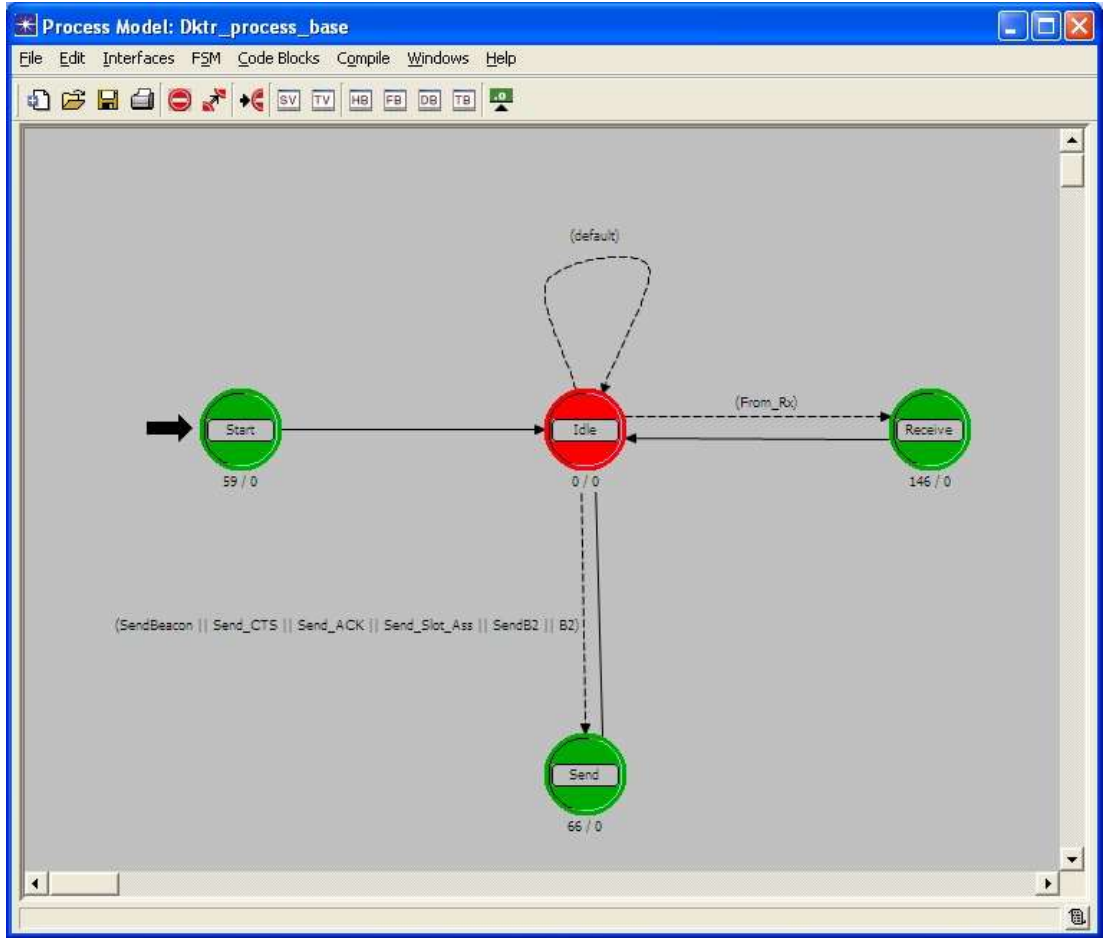 Process Model: Dktr_process_base
File Edit Interfaces FSM Code Blocks Compile Windows Help
SV TV HB FB DB TB .0
(default)
(From_Rx)
Start Idle Receive
59 / 0 0 / 0 146 / 0
(SendBeacon || Send_CTS || Send_ACK || Send_Slot_Ass || SendB2 || B2)
Send
66 / 0